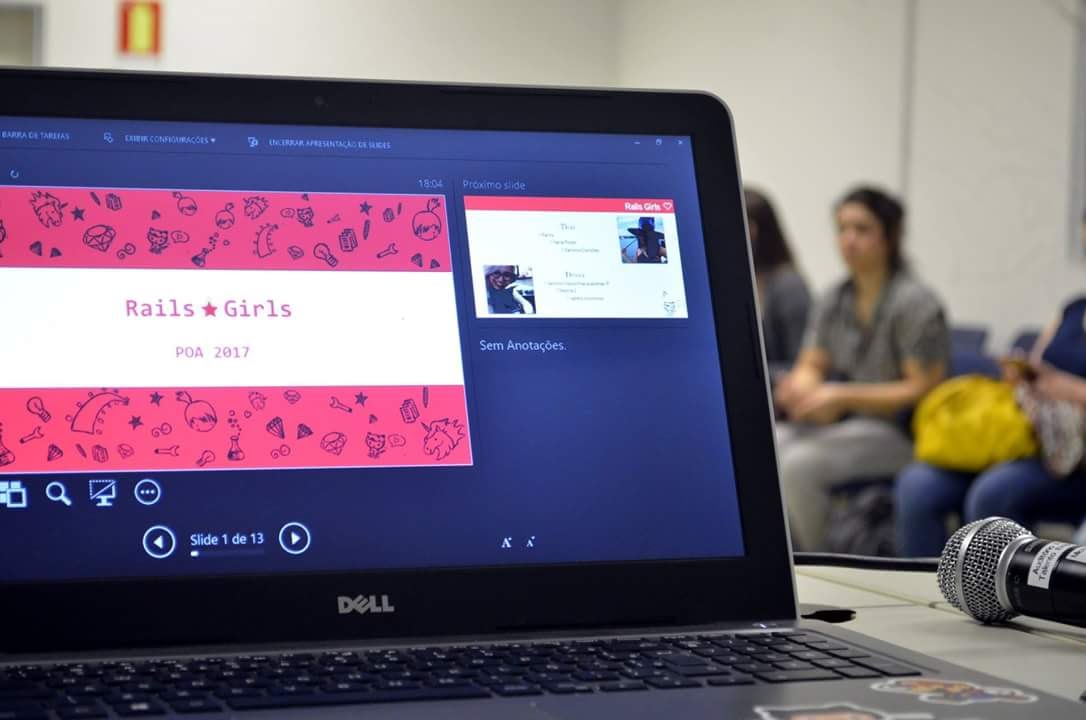 BARRA DE TAREFAS
EXIBIR CONFIGURAÇÕES ▼
ENCERRAR APRESENTAÇÃO DE SLIDES
18:04
Próximo slide
Rails ★ Girls
POA 2017
Rails Girls ♡
Sem Anotações.
Slide 1 de 13
A
A
DELL